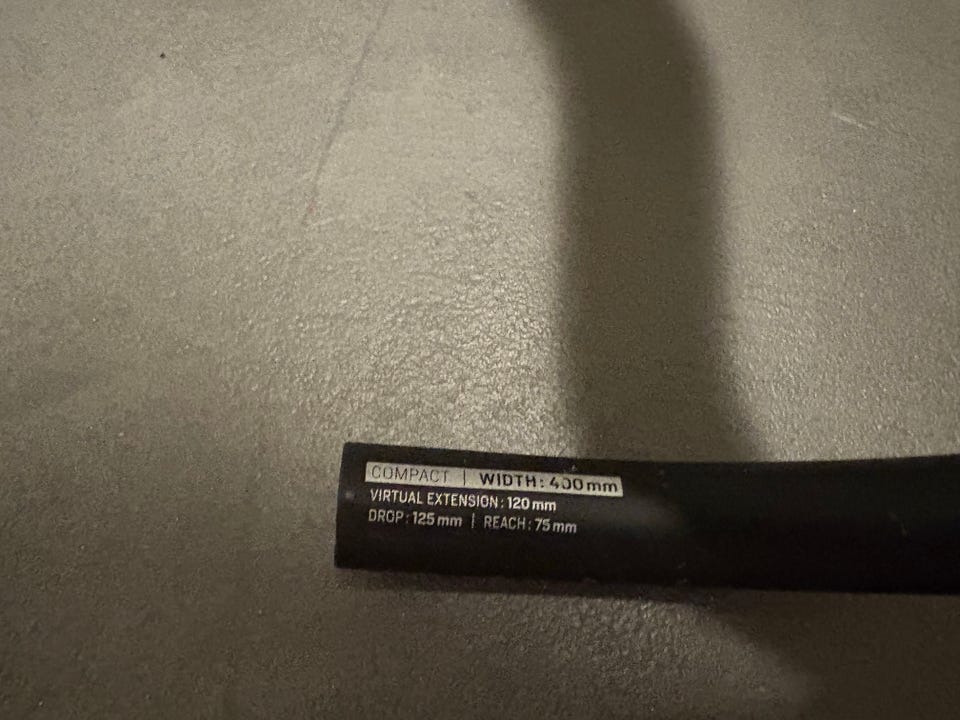 COMPACT | WIDTH: 400mm
VIRTUAL EXTENSION: 120mm
DROP: 125mm | REACH: 75mm